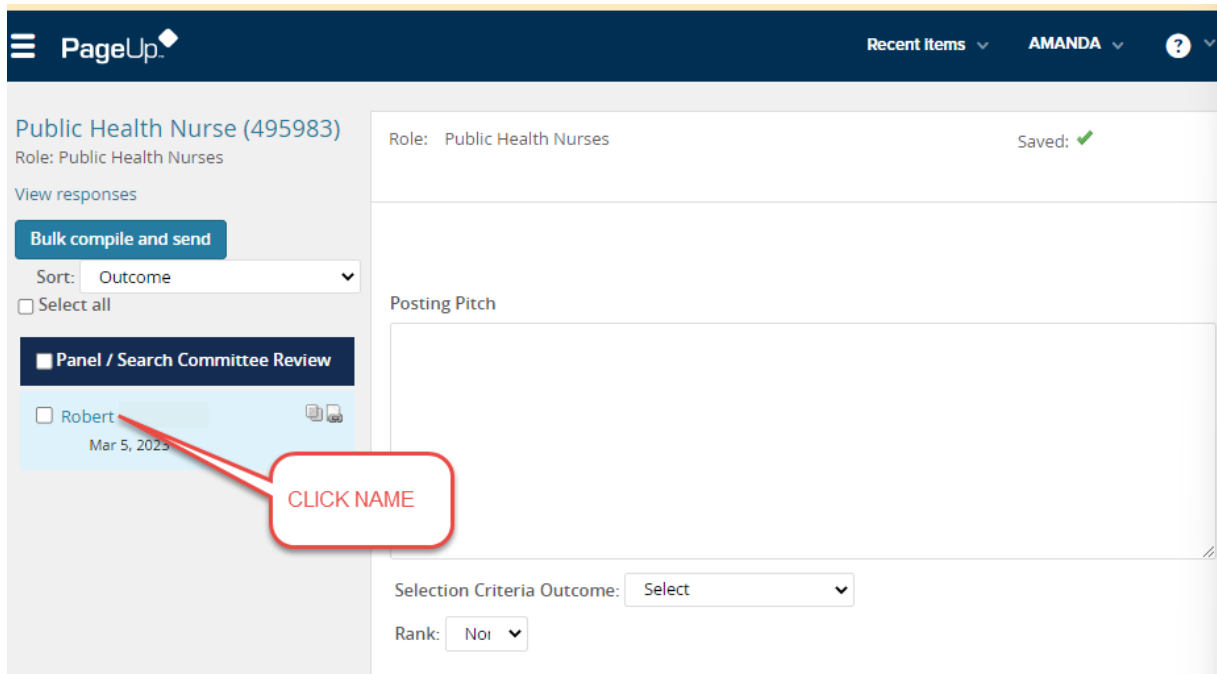 PageUp
Recent items
AMANDA
?
Public Health Nurse (495983)
Role: Public Health Nurses
View responses
Bulk compile and send
Sort: Outcome
Select all
Panel / Search Committee Review
Robert
Mar 5, 2023
CLICK NAME
Role: Public Health Nurses
Saved:
Posting Pitch
Selection Criteria Outcome: Select
Rank: Nor